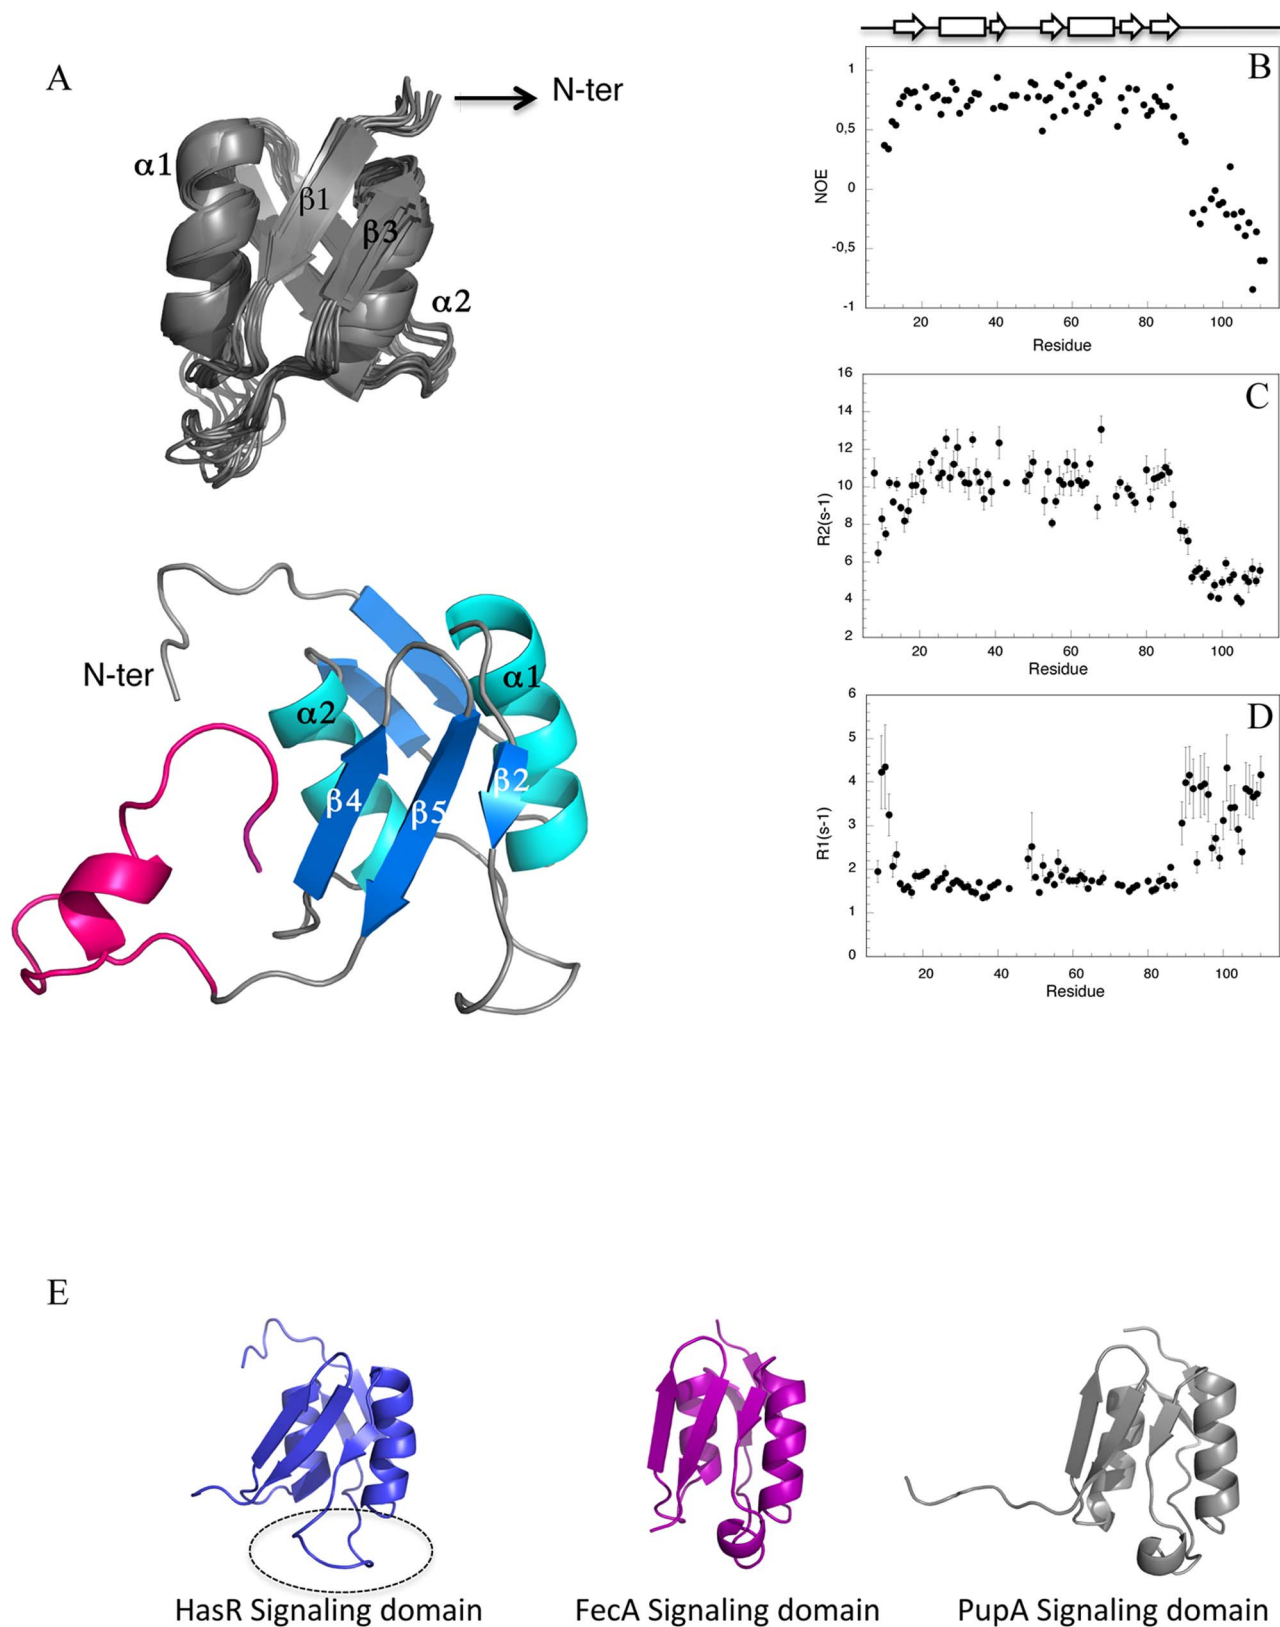 A
N-ter
α1
β1
β3
α2
N-ter
α2
α1
β4
β5
β2
B
1
0,5
0
-0,5
-1
NOE
20 40 60 80 100
Residue
C
16
14
12
10
8
6
4
2
R2(s-1)
20 40 60 80 100
Residue
D
6
5
4
3
2
1
0
R1(s-1)
20 40 60 80 100
Residue
E
HasR Signaling domain FecA Signaling domain PupA Signaling domain